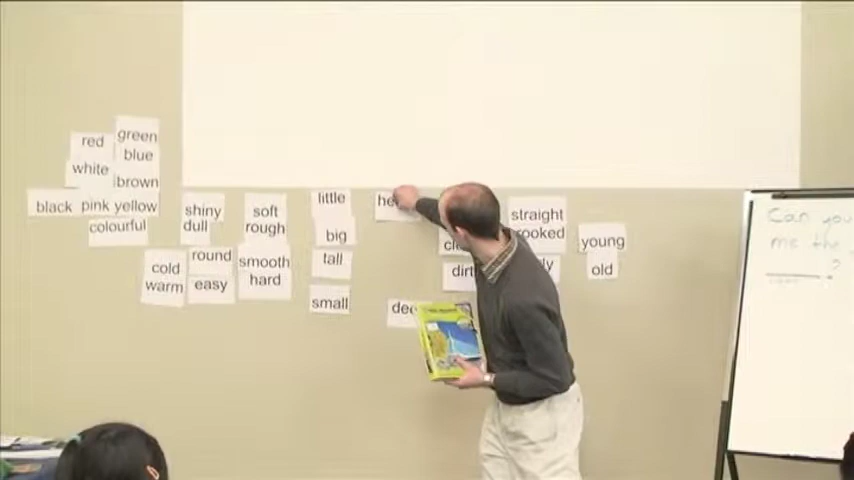 red
green
blue
white
brown
black
pink
yellow
colourful
shiny
dull
cold
warm
round
easy
soft
rough
smooth
hard
little
big
tall
small
straight
young
old
Can you
me the
?